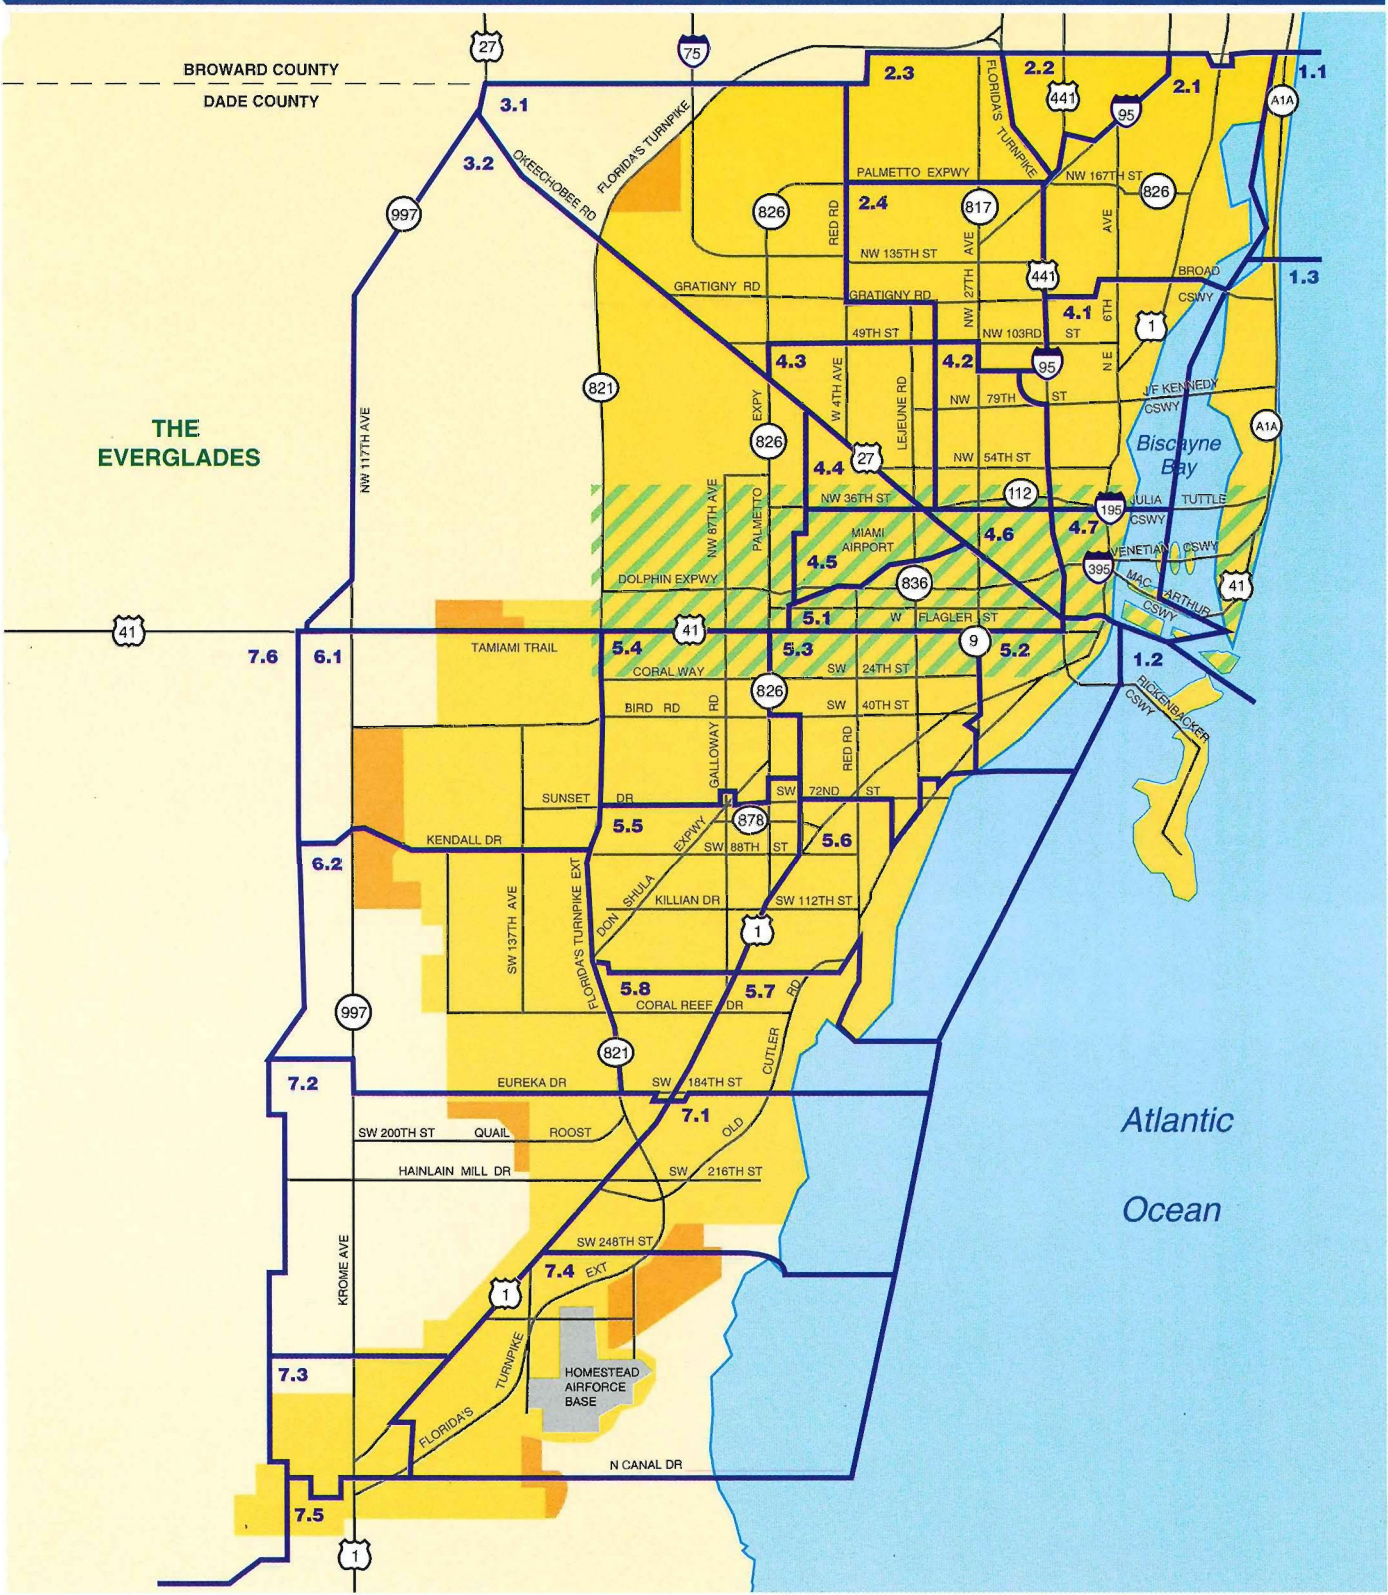 27
75
BROWARD COUNTY
DADE COUNTY
3.1
3.2
2.3
2.2
2.1
1.1
441
95
A1A
FLORIDA'S TURNPIKE
FLORIDA'S TURNPIKE
OKEECHOBEE RD
997
826
RED RD
PALMETTO EXPWY
2.4
817
NW 167TH ST
826
NW 135TH ST
NW 27TH AVE
441
NE 6TH AVE
BROAD
CSWY
1.3
GRATIGNY RD
GRATIGNY RD
4.1
1
49TH ST
NW 103RD ST
4.3
4.2
95
821
W 4TH AVE
LEJEUNE RD
J F KENNEDY
CSWY
NW 79TH ST
A1A
NW 117TH AVE
PALMETTO EXPY
826
THE
EVERGLADES
Biscayne
Bay
27
4.4
NW 54TH ST
NW 87TH AVE
NW 36TH ST
112
195
JULIA TUTTLE
CSWY
MIAMI
AIRPORT
4.6
4.7
4.5
VENETIAN CSWY
395
MAC ARTHUR
CSWY
41
DOLPHIN EXPWY
836
5.1
W FLAGLER ST
41
41
7.6
6.1
TAMIAMI TRAIL
5.4
5.3
9
5.2
1.2
CORAL WAY
SW 24TH ST
826
RICKENBACKER
CSWY
BIRD RD
SW 40TH ST
GALLOWAY RD
RED RD
SUNSET DR
SW 72ND ST
5.5
878
5.6
KENDALL DR
SW 88TH ST
6.2
DON SHULA EXPWY
KILLIAN DR
SW 112TH ST
SW 137TH AVE
FLORIDA'S TURNPIKE EXT
1
5.8
5.7
CORAL REEF DR
997
821
OLD CUTLER RD
7.2
EUREKA DR
SW 184TH ST
7.1
Atlantic
Ocean
SW 200TH ST QUAIL ROOST
HAINLAIN MILL DR
SW 216TH ST
KROME AVE
SW 248TH ST
7.4
1
FLORIDA'S TURNPIKE EXT
7.3
HOMESTEAD
AIRFORCE
BASE
N CANAL DR
7.5
1